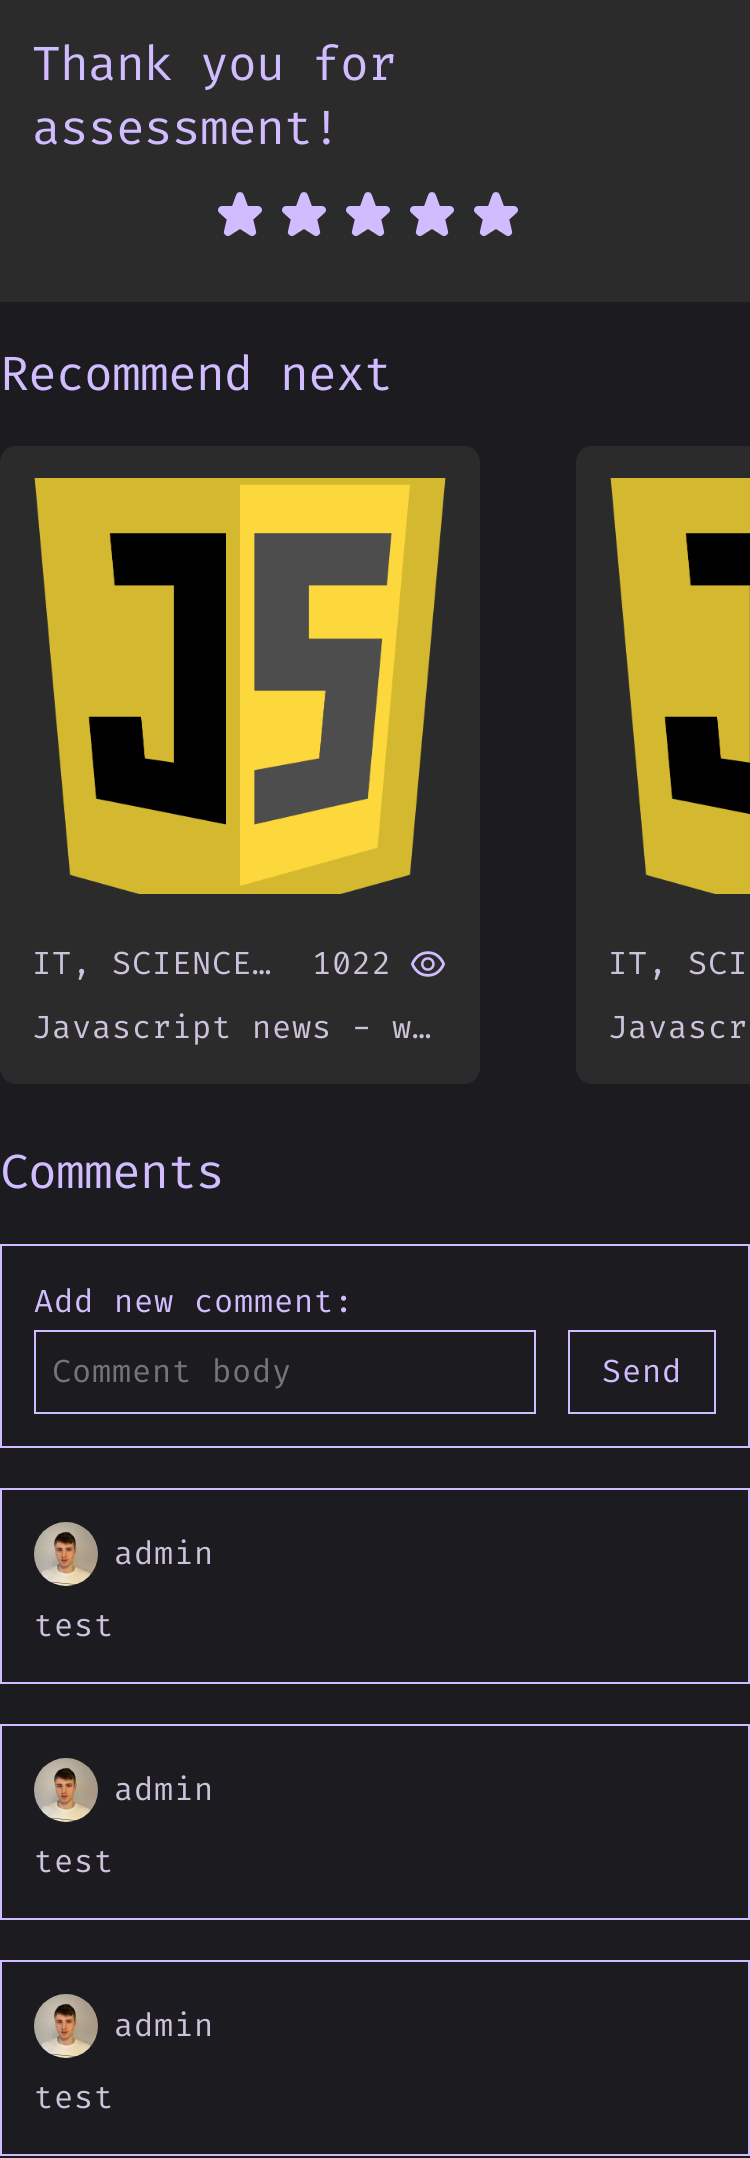 Thank you for
assessment!
Recommend next
JS
J
IT, SCIENCE… 1022
IT, SCI
Javascript news - w…
Javascr
Comments
Add new comment:
Comment body
Send
admin
test
admin
test
admin
test